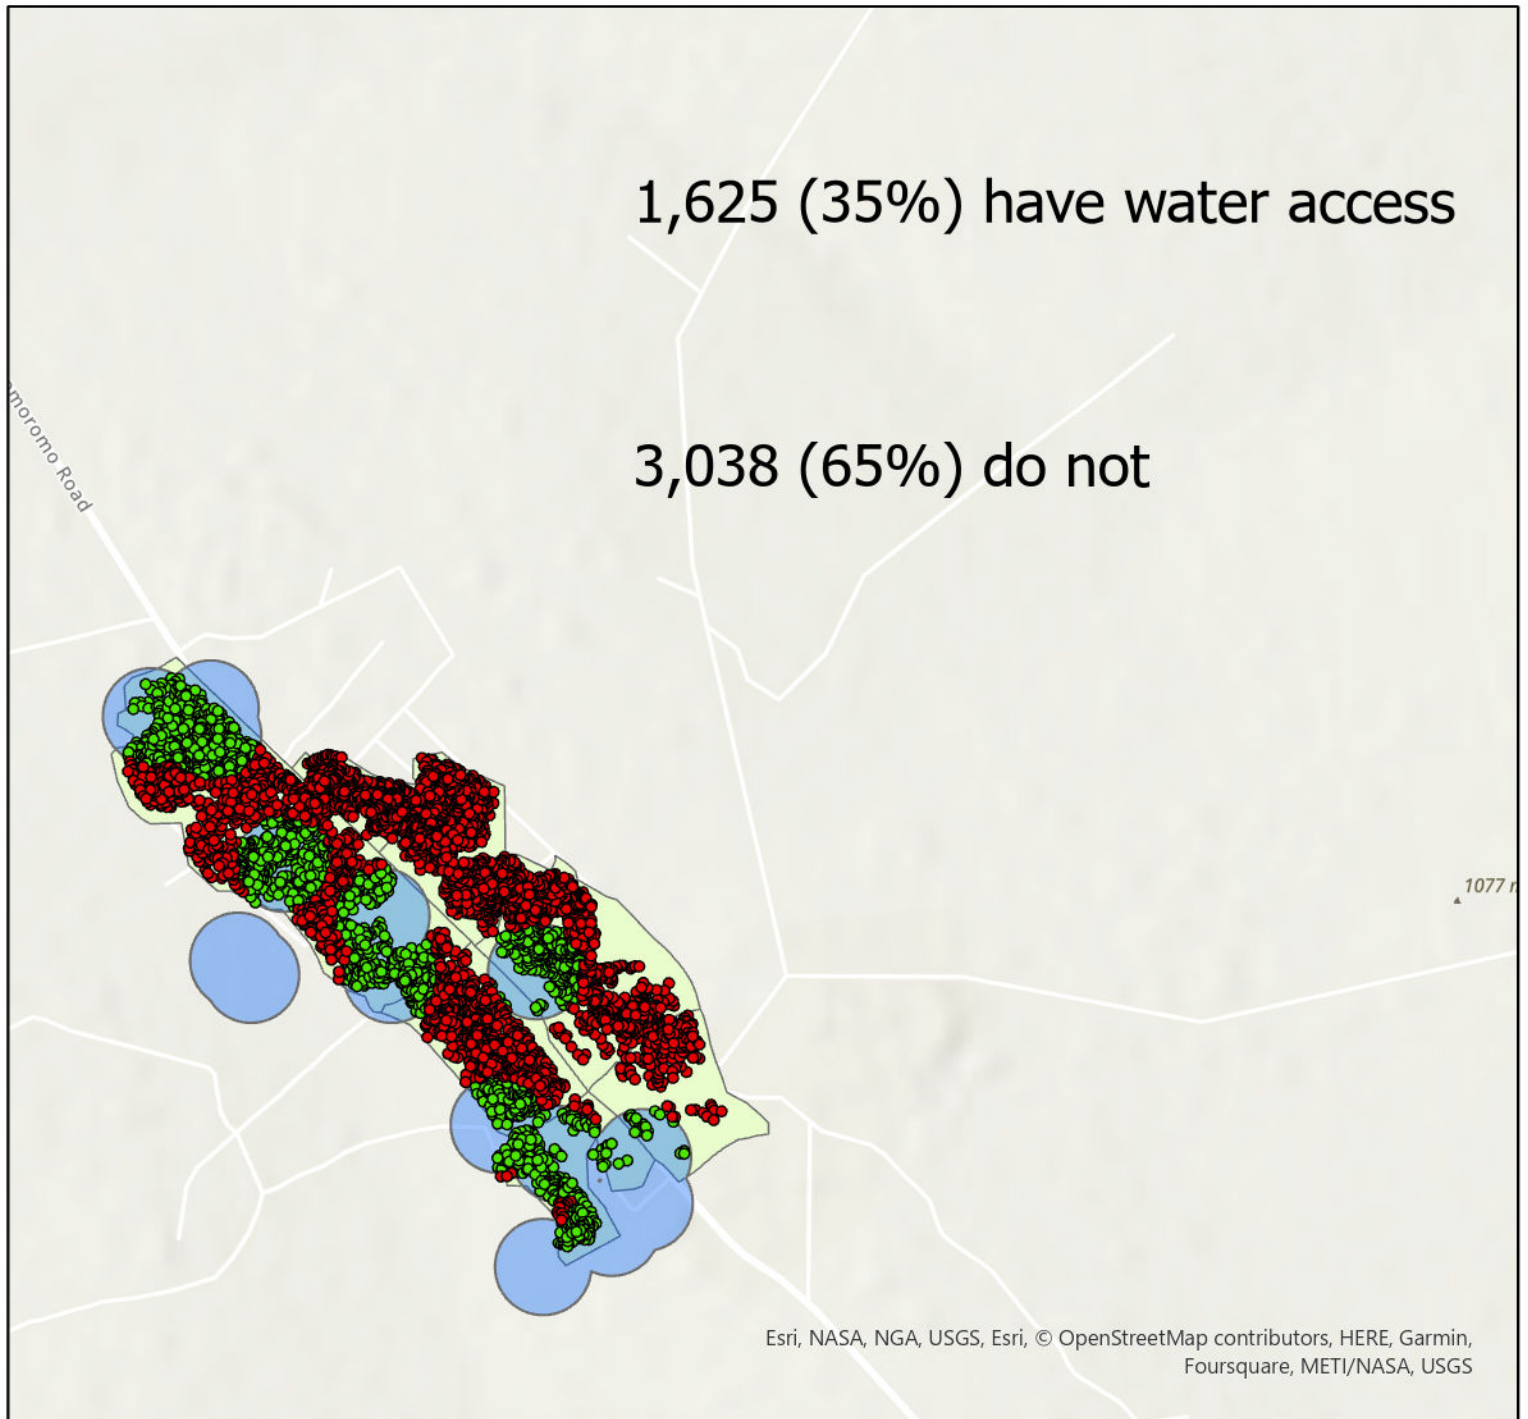 1,625 (35%) have water access
3,038 (65%) do not
amoromo Road
1077
Esri, NASA, NGA, USGS, Esri, © OpenStreetMap contributors, HERE, Garmin,
Foursquare, METI/NASA, USGS